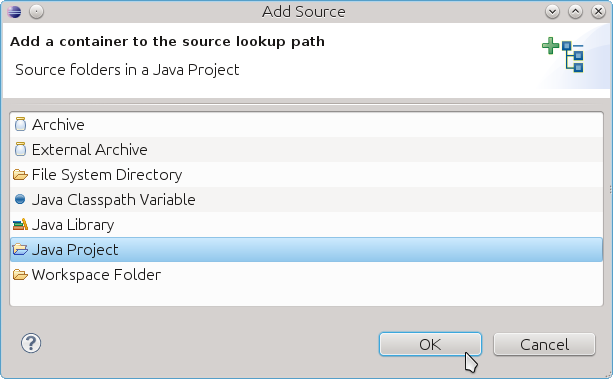 Add Source
Add a container to the source lookup path
Source folders in a Java Project
Archive
External Archive
File System Directory
Java Classpath Variable
Java Library
Java Project
Workspace Folder
?
OK
Cancel